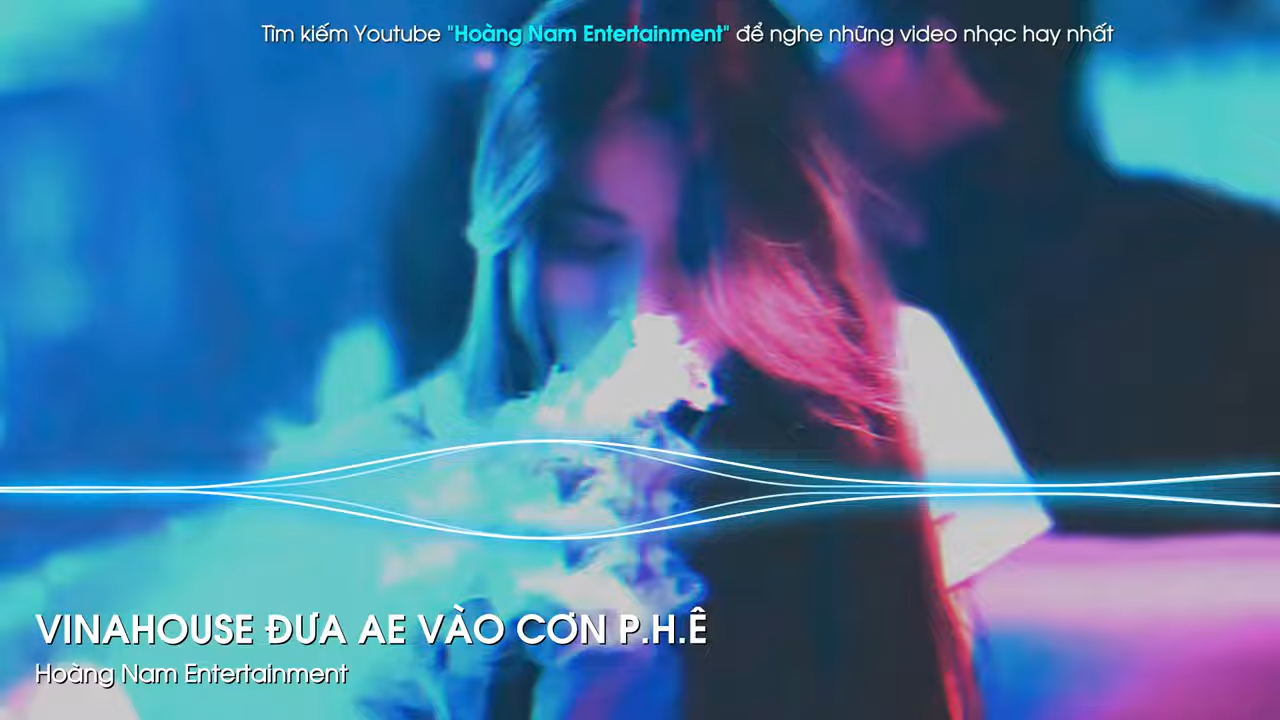 Tìm kiếm Youtube "Hoàng Nam Entertainment" để nghe những video nhạc hay nhất
VINAHOUSE ĐƯA AE VÀO CƠN P.H.Ê
Hoàng Nam Entertainment